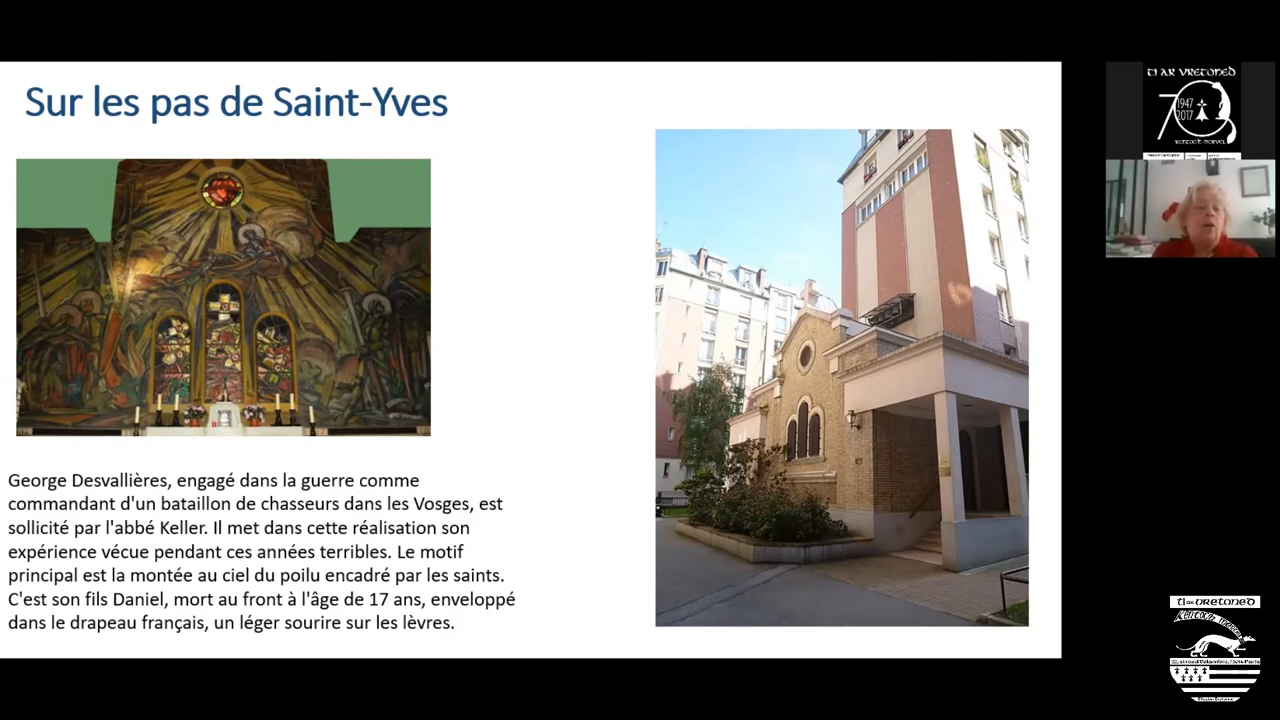 Sur les pas de Saint-Yves
George Desvallières, engagé dans la guerre comme
commandant d'un bataillon de chasseurs dans les Vosges, est
sollicité par l'abbé Keller. Il met dans cette réalisation son
expérience vécue pendant ces années terribles. Le motif
principal est la montée au ciel du poilu encadré par les saints.
C'est son fils Daniel, mort au front à l'âge de 17 ans, enveloppé
dans le drapeau français, un léger sourire sur les lèvres.
TI AR VRETONED
70
1947
2017
TI AR VRETONED